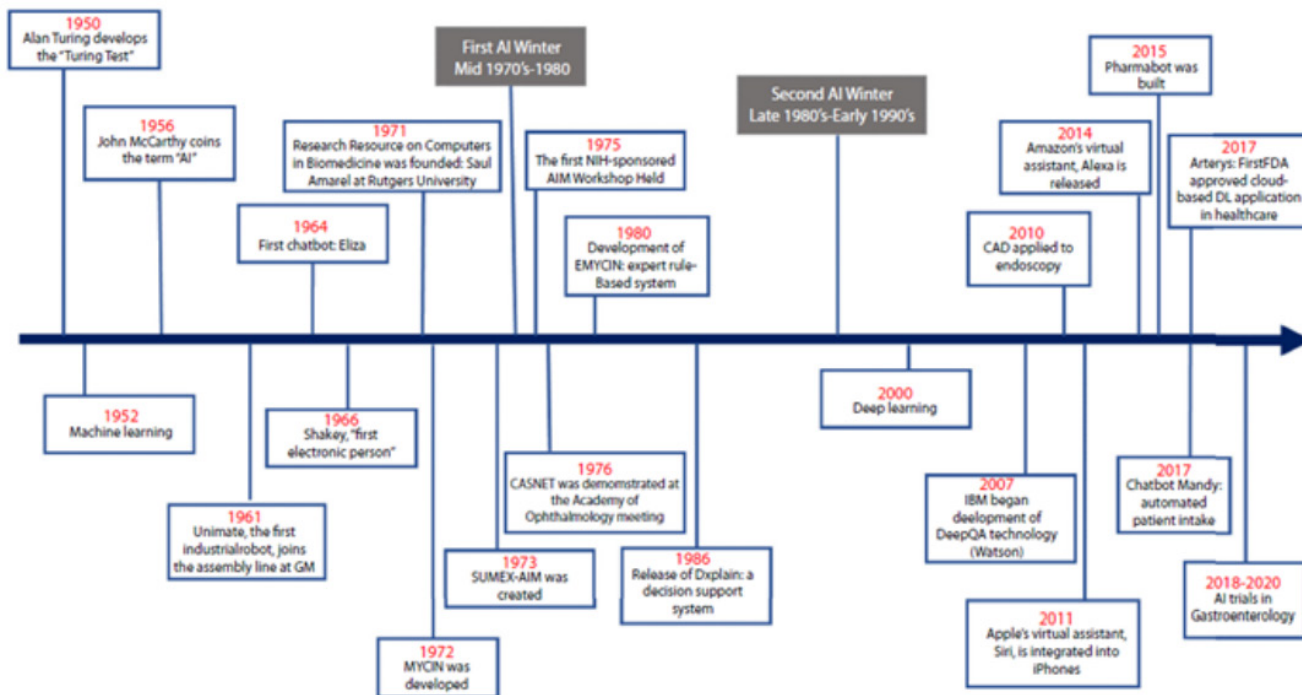 1950
Alan Turing develops
the "Turing Test"
First AI Winter
Mid 1970's-1980
2015
Pharmabot was
built
Second AI Winter
Late 1980's-Early 1990's
1956
John McCarthy coins
the term "AI"
1971
Research Resource on Computers
in Biomedicine was founded: Saul
Amarel at Rutgers University
1975
The first NIH-sponsored
AIM Workshop Held
2014
Amazon's virtual
assistant, Alexa is
released
2017
Arterys: FirstFDA
approved cloud-
based DL application
in healthcare
1964
First chatbot: Eliza
1980
Development of
EMYCIN: expert rule-
Based system
2010
CAD applied to
endoscopy
1952
Machine learning
1966
Shakey, "first
electronic person"
2000
Deep learning
1961
Unimate, the first
industrialrobot, joins
the assembly line at GM
1976
CASNET was demomstrated at
the Academy of
Ophthalmology meeting
2007
IBM began
deelopment of
DeepQA technology
(Watson)
2017
Chatbot Mandy:
automated
patient intake
1973
SUMEX-AIM was
created
1986
Release of Dxplain: a
decision support
system
2018-2020
AI trials in
Gastroenterology
1972
MYCIN was
developed
2011
Apple's virtual assistant,
Siri, is integrated into
iPhones